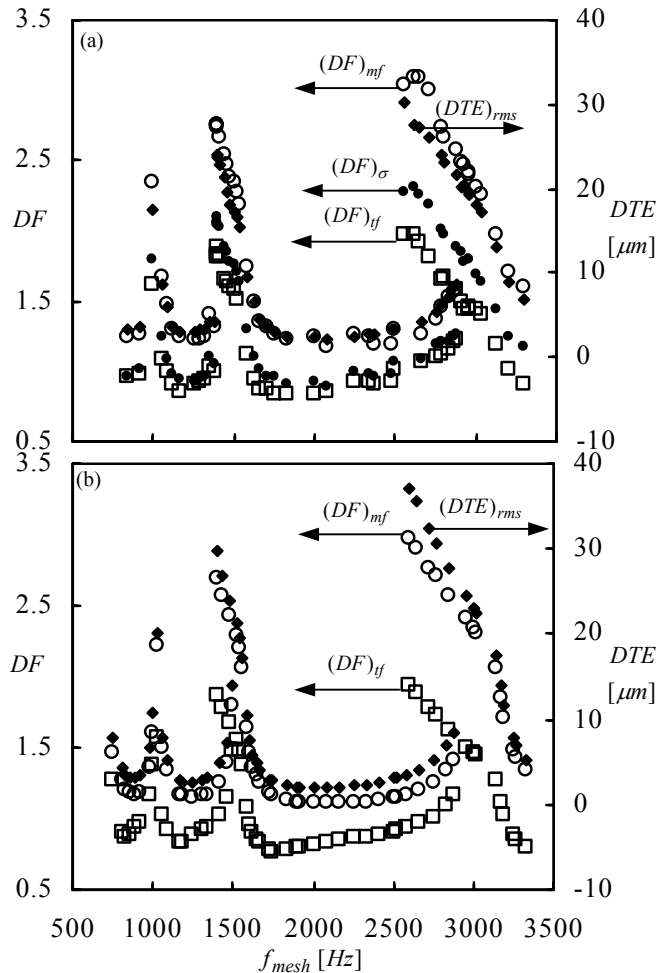 3.5 40
(a)
(DF)mf
30
(DTE)rms
2.5
20
(DF)σ
DF (DF)tf DTE
[μm]
10
1.5
0
0.5 -10
3.5 40
(b)
(DTE)rms
(DF)mf
30
2.5
20
DF (DF)tf DTE
[μm]
10
1.5
0
0.5 -10
500 1000 1500 2000 2500 3000 3500
fmesh [Hz]